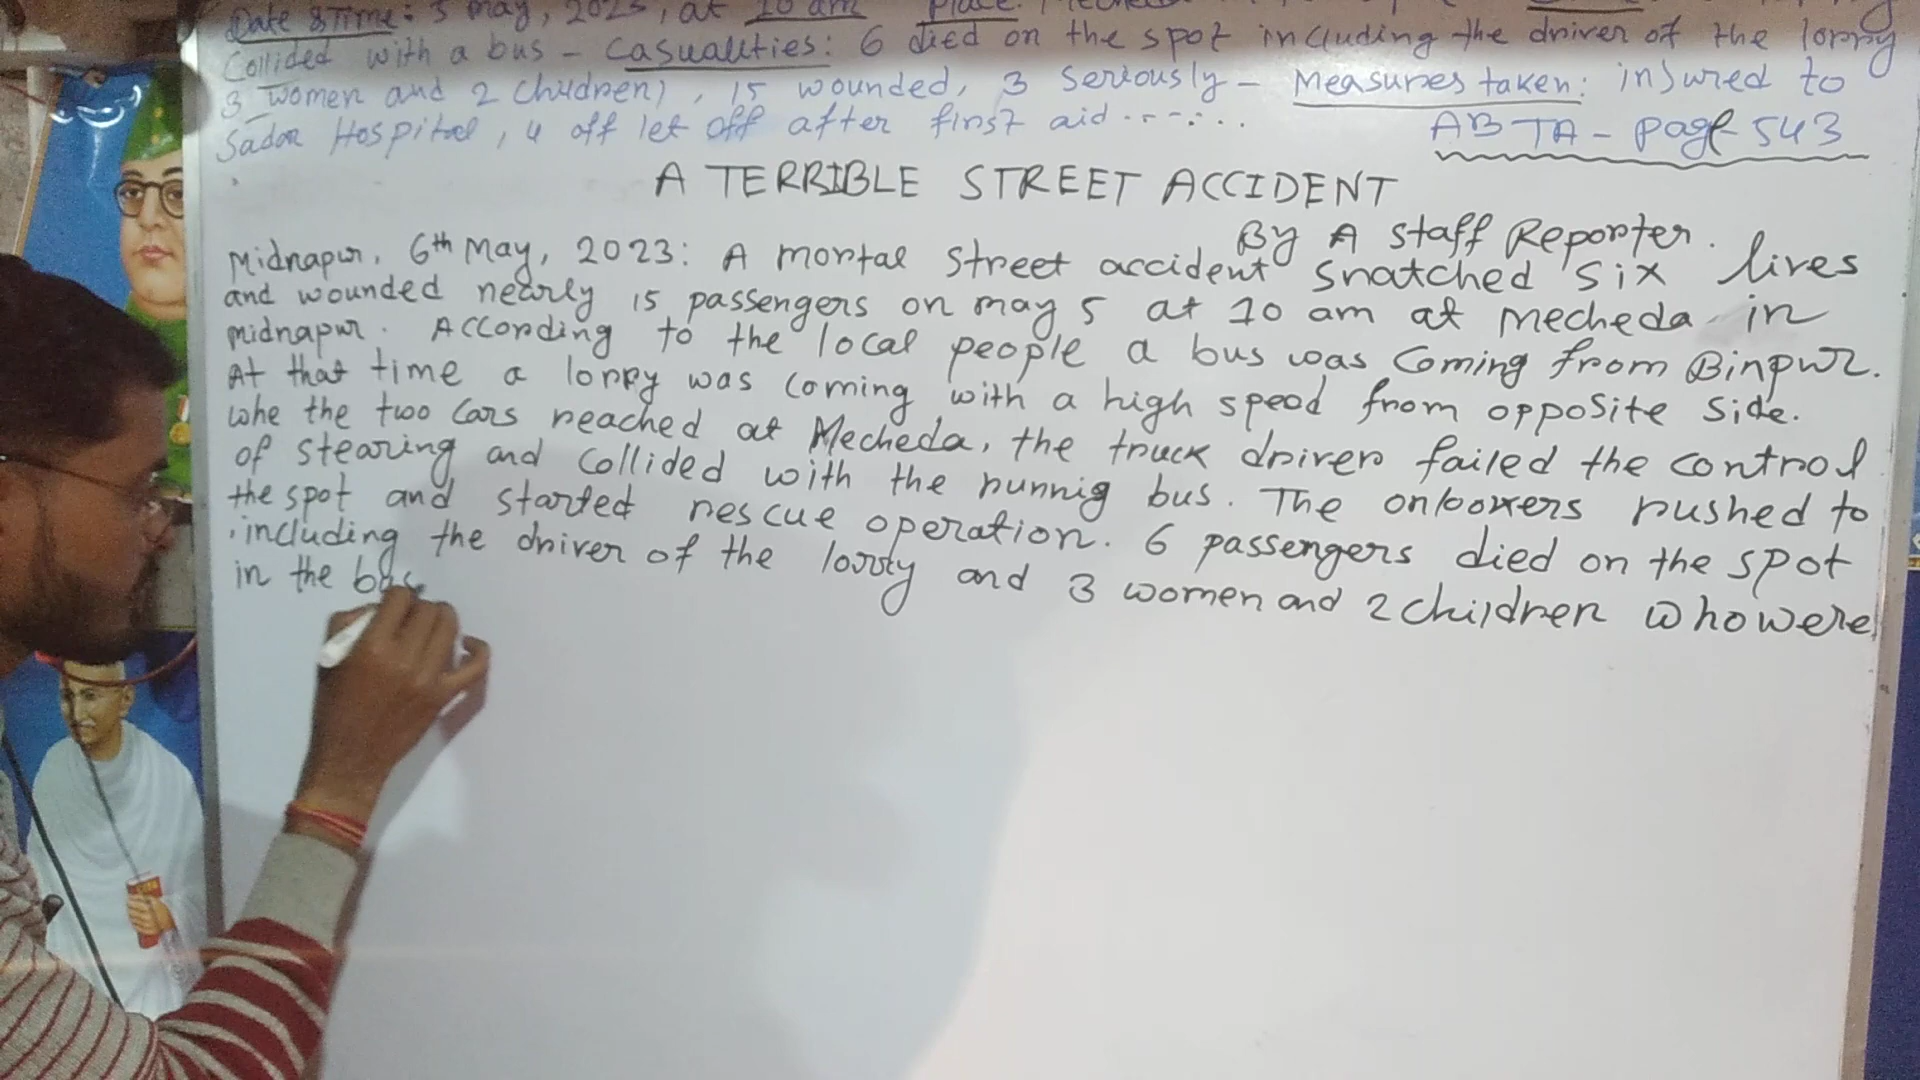 Date & Time: 5 may, 2023, at 10 am Place: Mecheda
Collided with a bus - Casualities: 6 died on the spot including the driver of the lorry
3 women and 2 children), 15 wounded, 3 Seriously - Measures taken: injured to
Sadar Hospital, 4 off let off after first aid.......
ABTA - page 543
A TERRIBLE STREET ACCIDENT
By A Staff Reporter.
Midnapur, 6th May, 2023: A mortal street accident snatched six lives
and wounded nearly 15 passengers on may 5 at 10 am at Mecheda in
midnapur. According to the local people a bus was coming from Binpur.
At that time a lorry was coming with a high speed from opposite side.
whe the two cars reached at Mecheda, the truck driver failed the control
of stearing and collided with the runnig bus. The onlookers rushed to
the spot and started rescue operation. 6 passengers died on the spot
including the driver of the lorry and 3 women and 2 children who were
in the bus